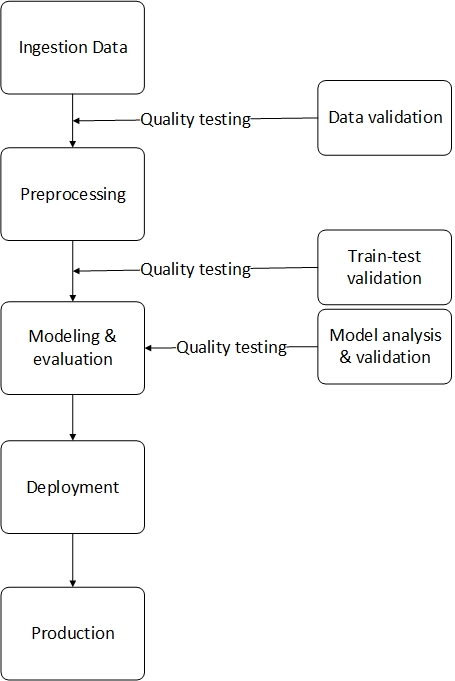 Ingestion Data
Quality testing
Data validation
Preprocessing
Quality testing
Train-test
validation
Modeling &
evaluation
Quality testing
Model analysis
& validation
Deployment
Production